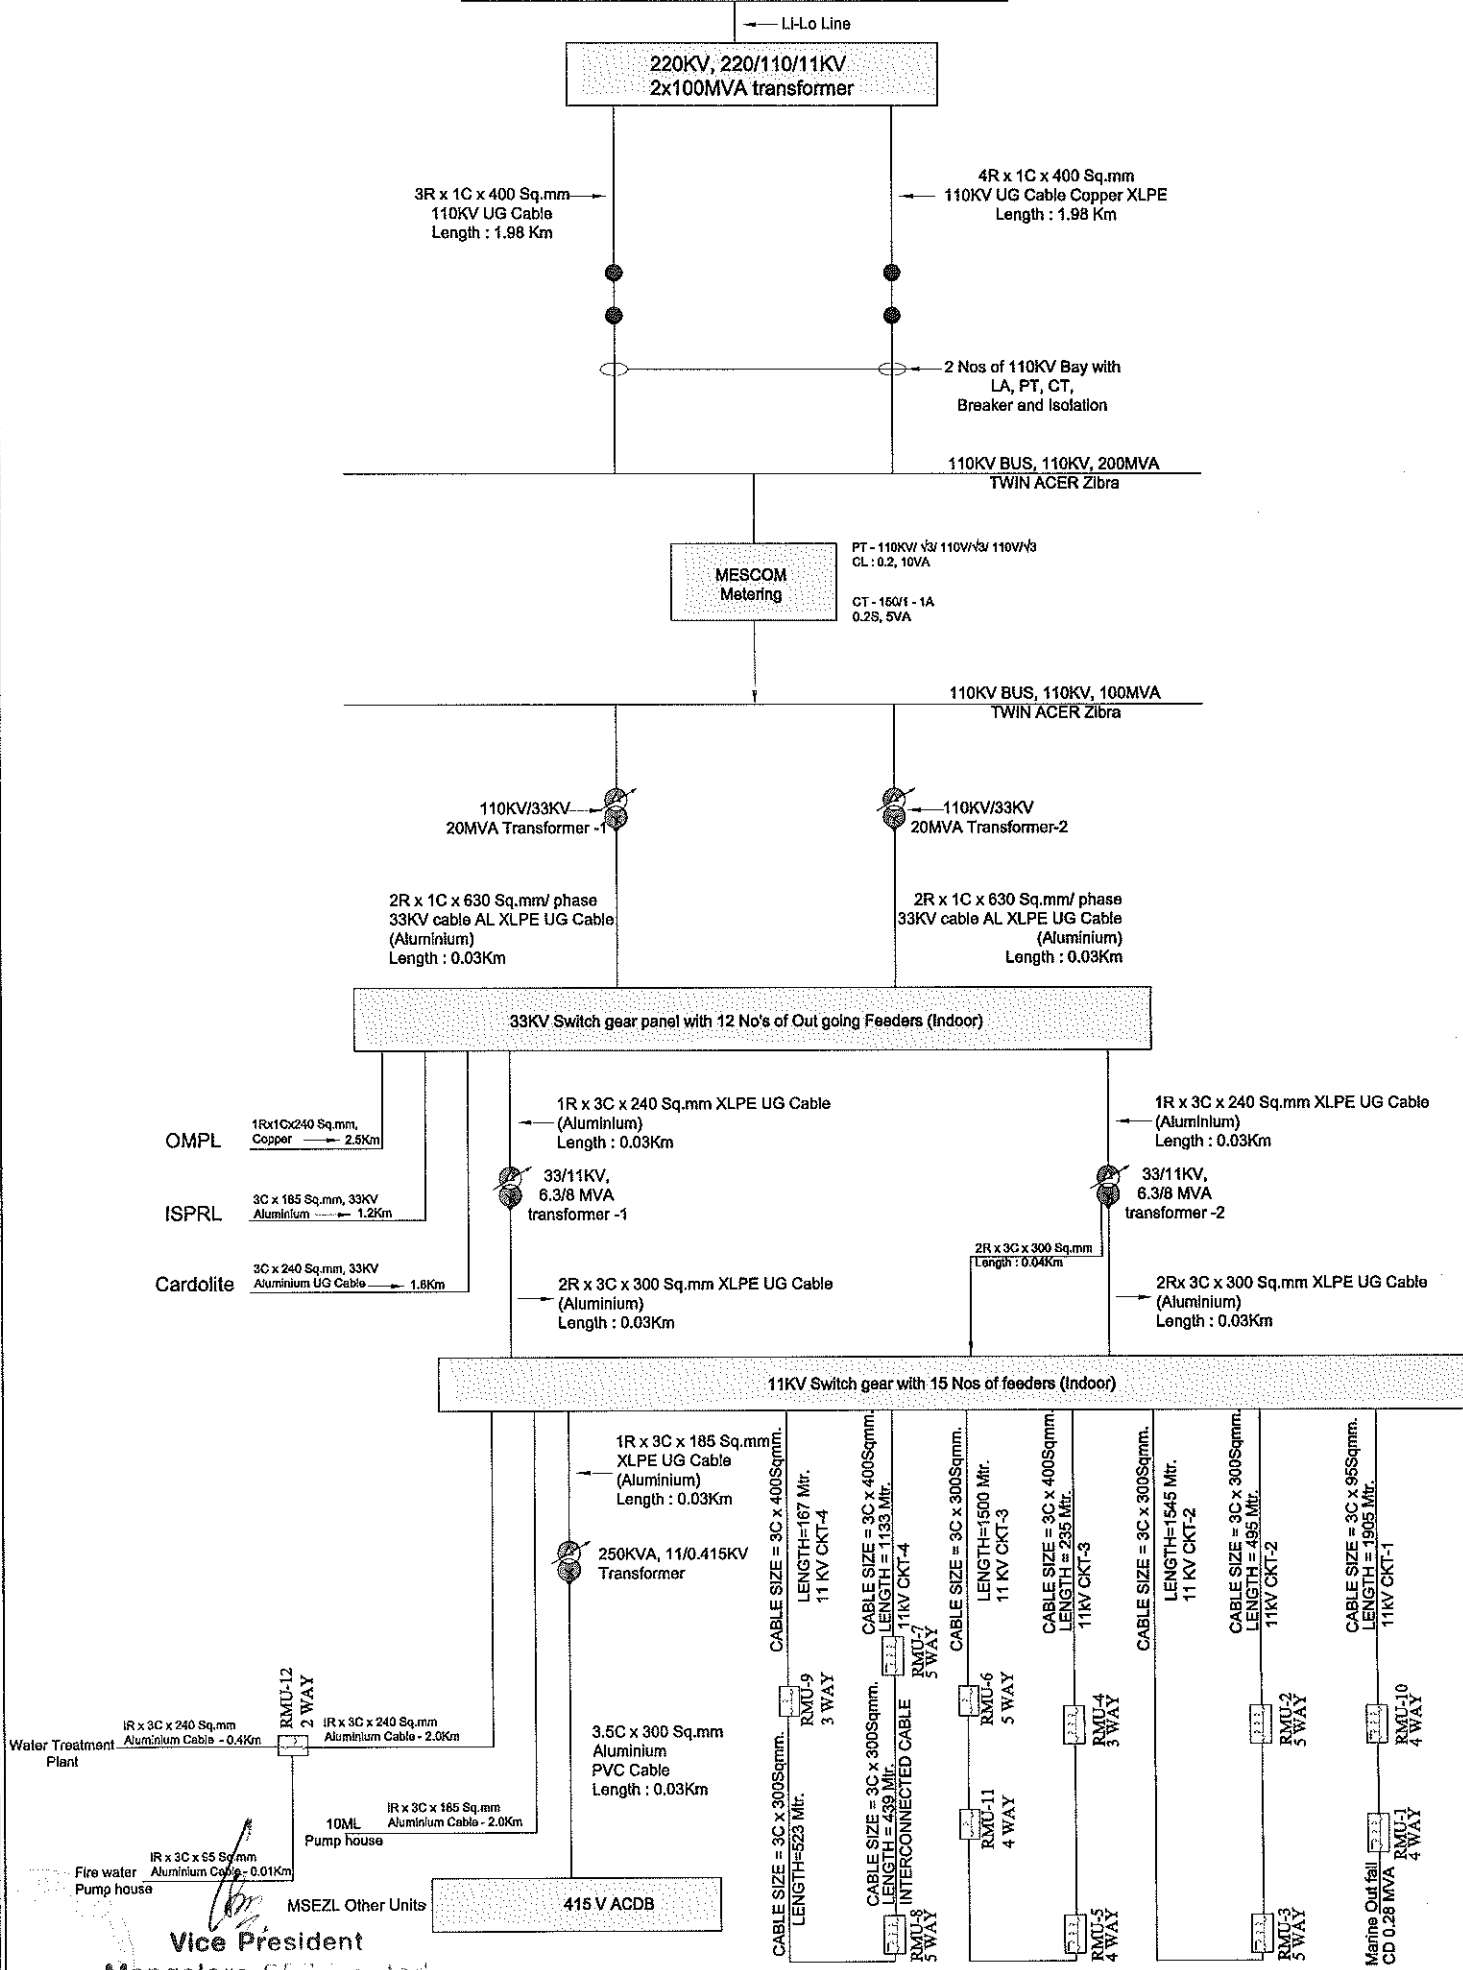 Li-Lo Line
220KV, 220/110/11KV
2x100MVA transformer
3R x 1C x 400 Sq.mm
110KV UG Cable
Length : 1.98 Km
4R x 1C x 400 Sq.mm
110KV UG Cable Copper XLPE
Length : 1.98 Km
2 Nos of 110KV Bay with
LA, PT, CT,
Breaker and Isolation
110KV BUS, 110KV, 200MVA
TWIN ACER Zibra
MESCOM
Metering
PT - 110KV/ √3/ 110V/√3/ 110V/√3
CL : 0.2, 10VA
CT - 150/1 - 1A
0.2S, 5VA
110KV BUS, 110KV, 100MVA
TWIN ACER Zibra
110KV/33KV
20MVA Transformer -1
110KV/33KV
20MVA Transformer-2
2R x 1C x 630 Sq.mm/ phase
33KV cable AL XLPE UG Cable
(Aluminium)
Length : 0.03Km
2R x 1C x 630 Sq.mm/ phase
33KV cable AL XLPE UG Cable
(Aluminium)
Length : 0.03Km
33KV Switch gear panel with 12 No's of Out going Feeders (Indoor)
OMPL
1Rx1Cx240 Sq.mm,
Copper 2.5Km
ISPRL
3C x 185 Sq.mm, 33KV
Aluminium 1.2Km
Cardolite
3C x 240 Sq.mm, 33KV
Aluminium UG Cable 1.6Km
1R x 3C x 240 Sq.mm XLPE UG Cable
(Aluminium)
Length : 0.03Km
33/11KV,
6.3/8 MVA
transformer -1
2R x 3C x 300 Sq.mm XLPE UG Cable
(Aluminium)
Length : 0.03Km
1R x 3C x 240 Sq.mm XLPE UG Cable
(Aluminium)
Length : 0.03Km
33/11KV,
6.3/8 MVA
transformer -2
2R x 3C x 300 Sq.mm
Length : 0.04Km
2Rx 3C x 300 Sq.mm XLPE UG Cable
(Aluminium)
Length : 0.03Km
11KV Switch gear with 15 Nos of feeders (Indoor)
1R x 3C x 185 Sq.mm
XLPE UG Cable
(Aluminium)
Length : 0.03Km
250KVA, 11/0.415KV
Transformer
3.5C x 300 Sq.mm
Aluminium
PVC Cable
Length : 0.03Km
MSEZL Other Units
415 V ACDB
RMU-12
2 WAY
Water Treatment
Plant
IR x 3C x 240 Sq.mm
Aluminium Cable - 0.4Km
IR x 3C x 240 Sq.mm
Aluminium Cable - 2.0Km
10ML
Pump house
IR x 3C x 185 Sq.mm
Aluminium Cable - 2.0Km
Fire water
Pump house
IR x 3C x 95 Sq.mm
Aluminium Cable - 0.01Km
CABLE SIZE = 3C x 400Sqmm.
LENGTH=167 Mtr.
11 KV CKT-4
RMU-9
3 WAY
CABLE SIZE = 3C x 300Sqmm.
LENGTH=523 Mtr.
CABLE SIZE = 3C x 400Sqmm.
LENGTH = 1133 Mtr.
11kV CKT-4
RMU-7
5 WAY
CABLE SIZE = 3C x 300Sqmm.
LENGTH = 439 Mtr.
INTERCONNECTED CABLE
RMU-8
5 WAY
CABLE SIZE = 3C x 300Sqmm.
LENGTH=1500 Mtr.
11 KV CKT-3
RMU-6
5 WAY
RMU-11
4 WAY
CABLE SIZE = 3C x 400Sqmm.
LENGTH = 235 Mtr.
11kV CKT-3
RMU-4
3 WAY
RMU-5
4 WAY
CABLE SIZE = 3C x 300Sqmm.
LENGTH=1545 Mtr.
11 KV CKT-2
CABLE SIZE = 3C x 300Sqmm.
LENGTH = 495 Mtr.
11kV CKT-2
RMU-2
5 WAY
RMU-3
5 WAY
CABLE SIZE = 3C x 95Sqmm.
LENGTH = 1905 Mtr.
11kV CKT-1
RMU-10
4 WAY
RMU-1
4 WAY
Marine Out fall
CD 0.28 MVA
Vice President